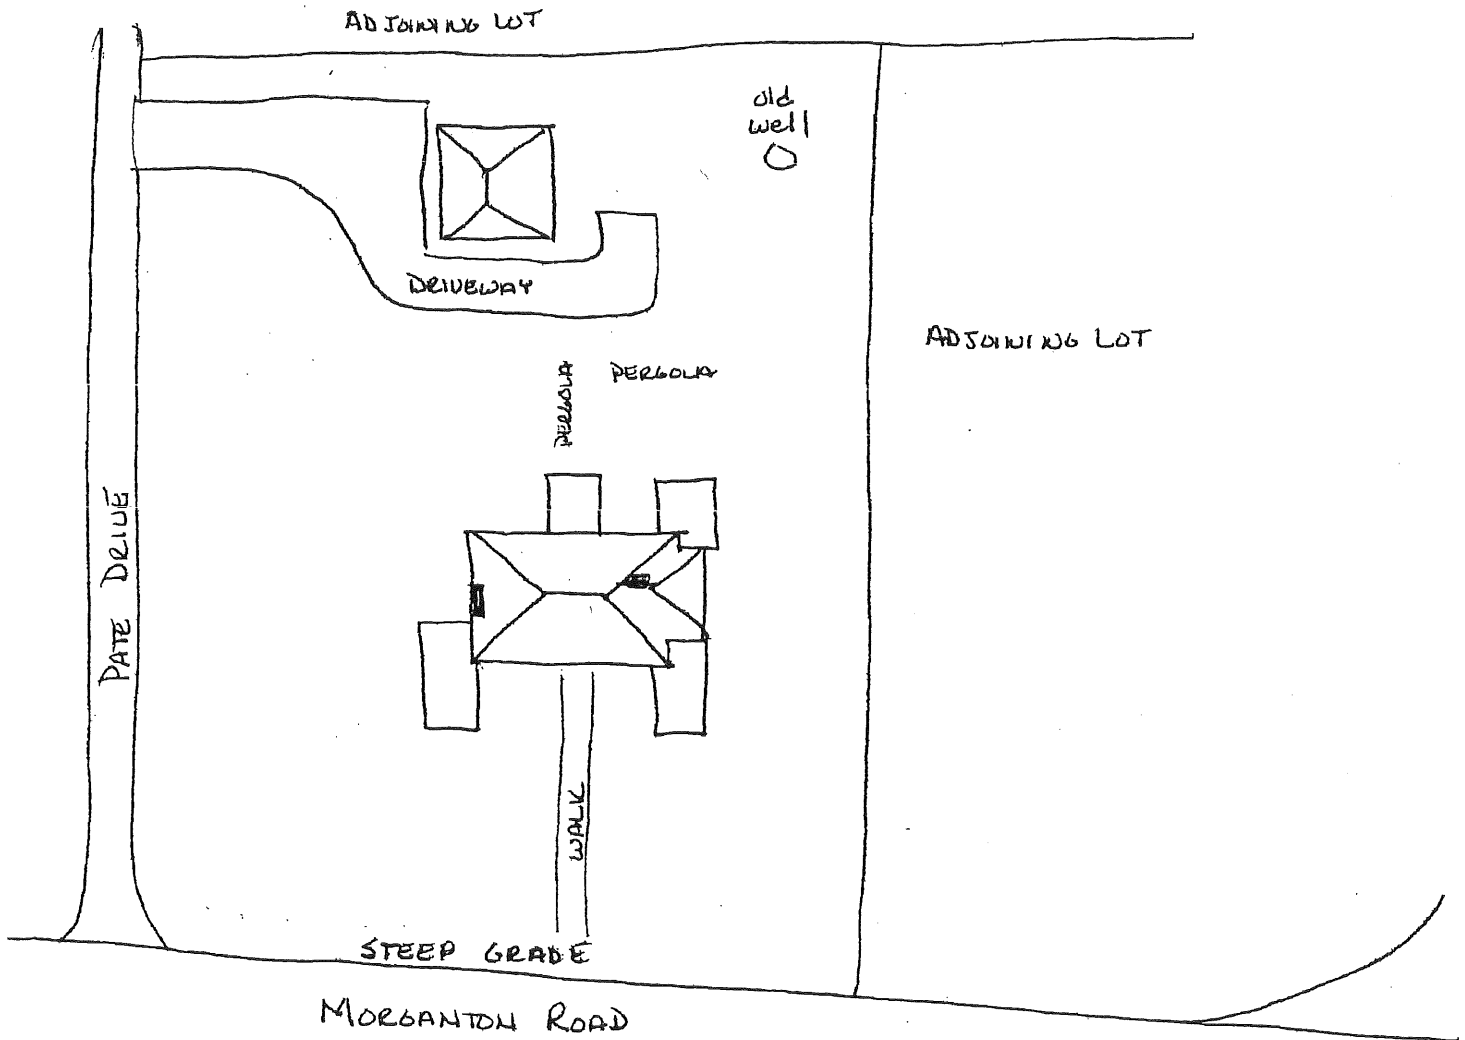 ADJOINING LOT
old
well
DRIVEWAY
ADJOINING LOT
PERGOLA
PERGOLA
PATE DRIVE
WALK
STEEP GRADE
MORGANTON ROAD